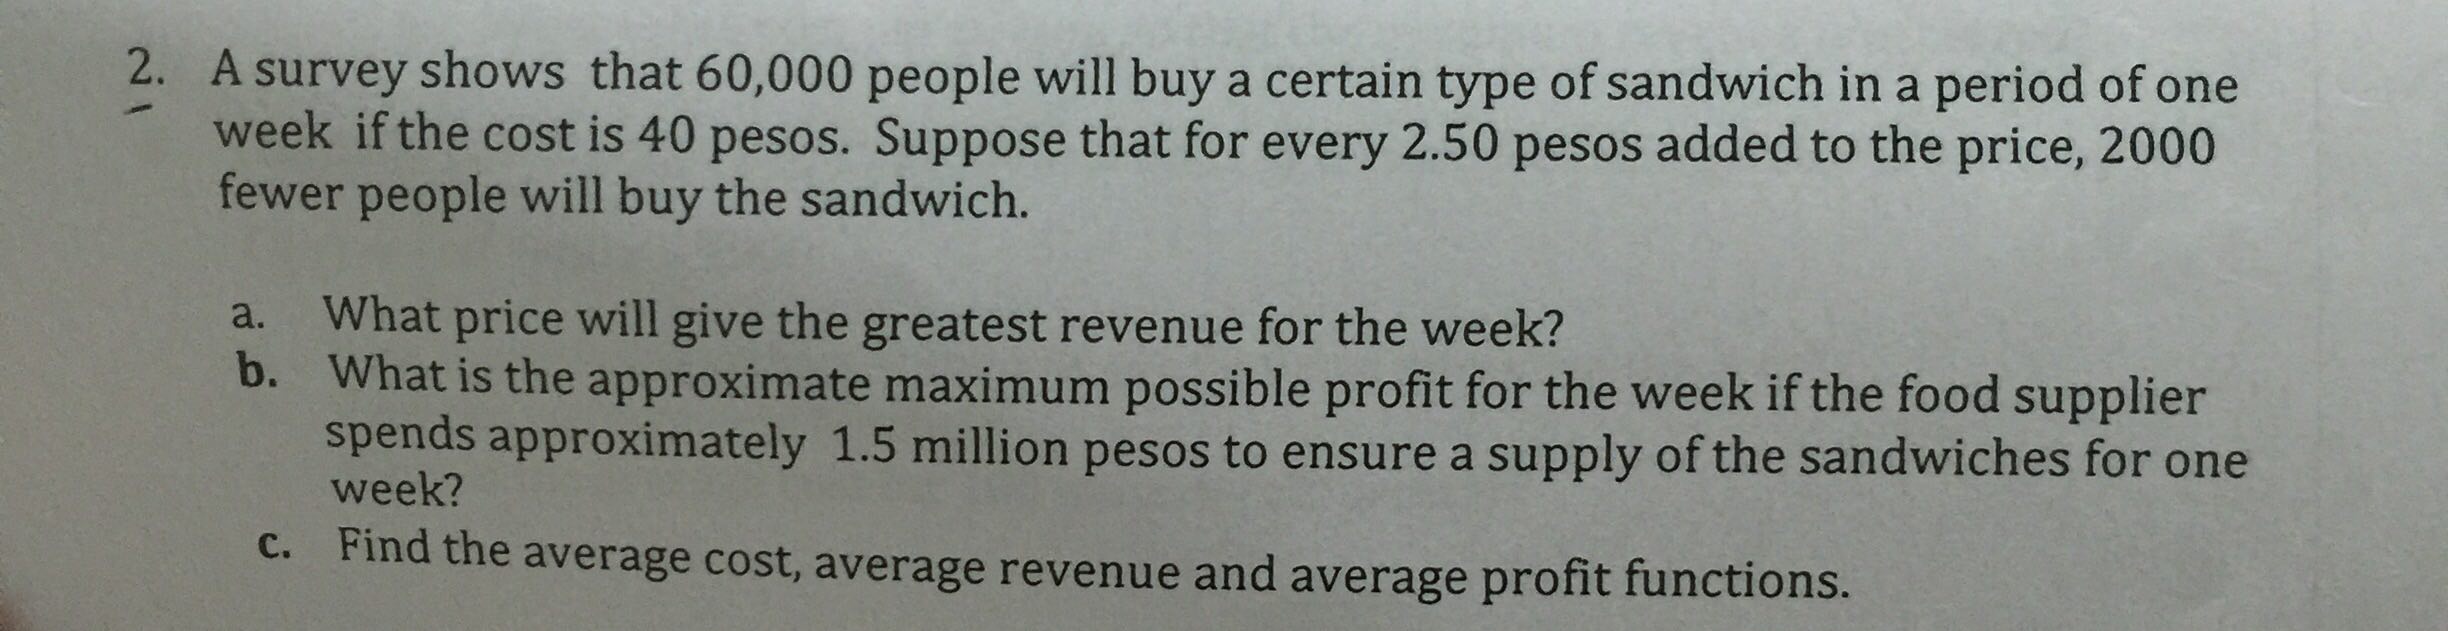 2. A survey shows that 60,000 people will buy a certain type of sandwich in a period of one
week if the cost is 40 pesos. Suppose that for every 2.50 pesos added to the price, 2000
fewer people will buy the sandwich.
a. What price will give the greatest revenue for the week?
b. What is the approximate maximum possible profit for the week if the food supplier
spends approximately 1.5 million pesos to ensure a supply of the sandwiches for one
week?
c. Find the average cost, average revenue and average profit functions.